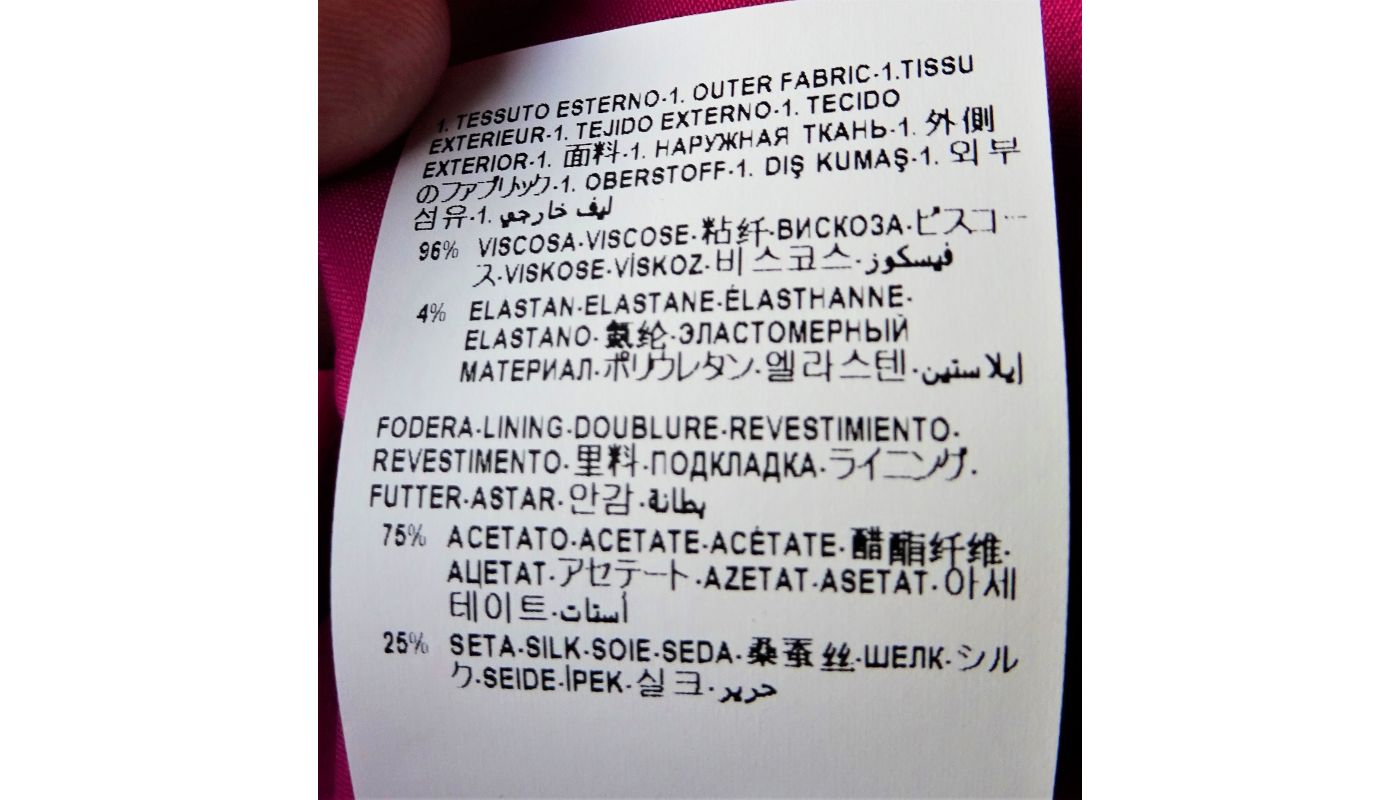 1. TESSUTO ESTERNO-1. OUTER FABRIC-1.TISSU
EXTERIEUR-1. TEJIDO EXTERNO-1. TECIDO
EXTERIOR-1. 面料-1. НАРУЖНАЯ ТКАНЬ-1. 外側
のファブリック-1. OBERSTOFF-1. DIŞ KUMAŞ-1. 외부
섬유-1. ليف خارجي
96% VISCOSA-VISCOSE-粘纤-ВИСКОЗА-ビスコー
ス-VISKOSE-VİSKOZ-비스코스-فيسكوز
4% ELASTAN-ELASTANE-ÉLASTHANNE-
ELASTANO-氨纶-ЭЛАСТОМЕРНЫЙ
МАТЕРИАЛ-ポリウレタン-엘라스텐-إيلاستين
FODERA-LINING-DOUBLURE-REVESTIMIENTO-
REVESTIMENTO-里料-ПОДКЛАДКА-ライニング-
FUTTER-ASTAR-안감-بطانة
75% ACETATO-ACETATE-ACÉTATE-醋酯纤维-
АЦЕТАТ-アセテート-AZETAT-ASETAT-아세
테이트-أستات
25% SETA-SILK-SOIE-SEDA-桑蚕丝-ШЕЛК-シル
ク-SEIDE-İPEK-실크-حرير